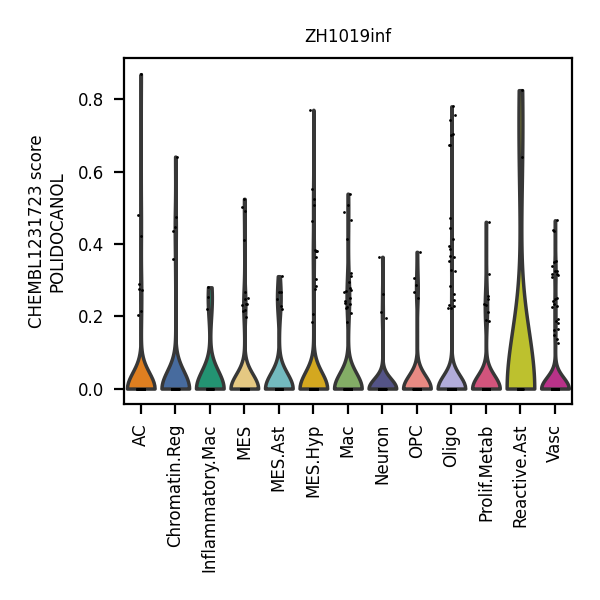 ZH1019inf
CHEMBL1231723 score
POLIDOCANOL
0.8
0.6
0.4
0.2
0.0
AC
Chromatin.Reg
Inflammatory.Mac
MES
MES.Ast
MES.Hyp
Mac
Neuron
OPC
Oligo
Prolif.Metab
Reactive.Ast
Vasc